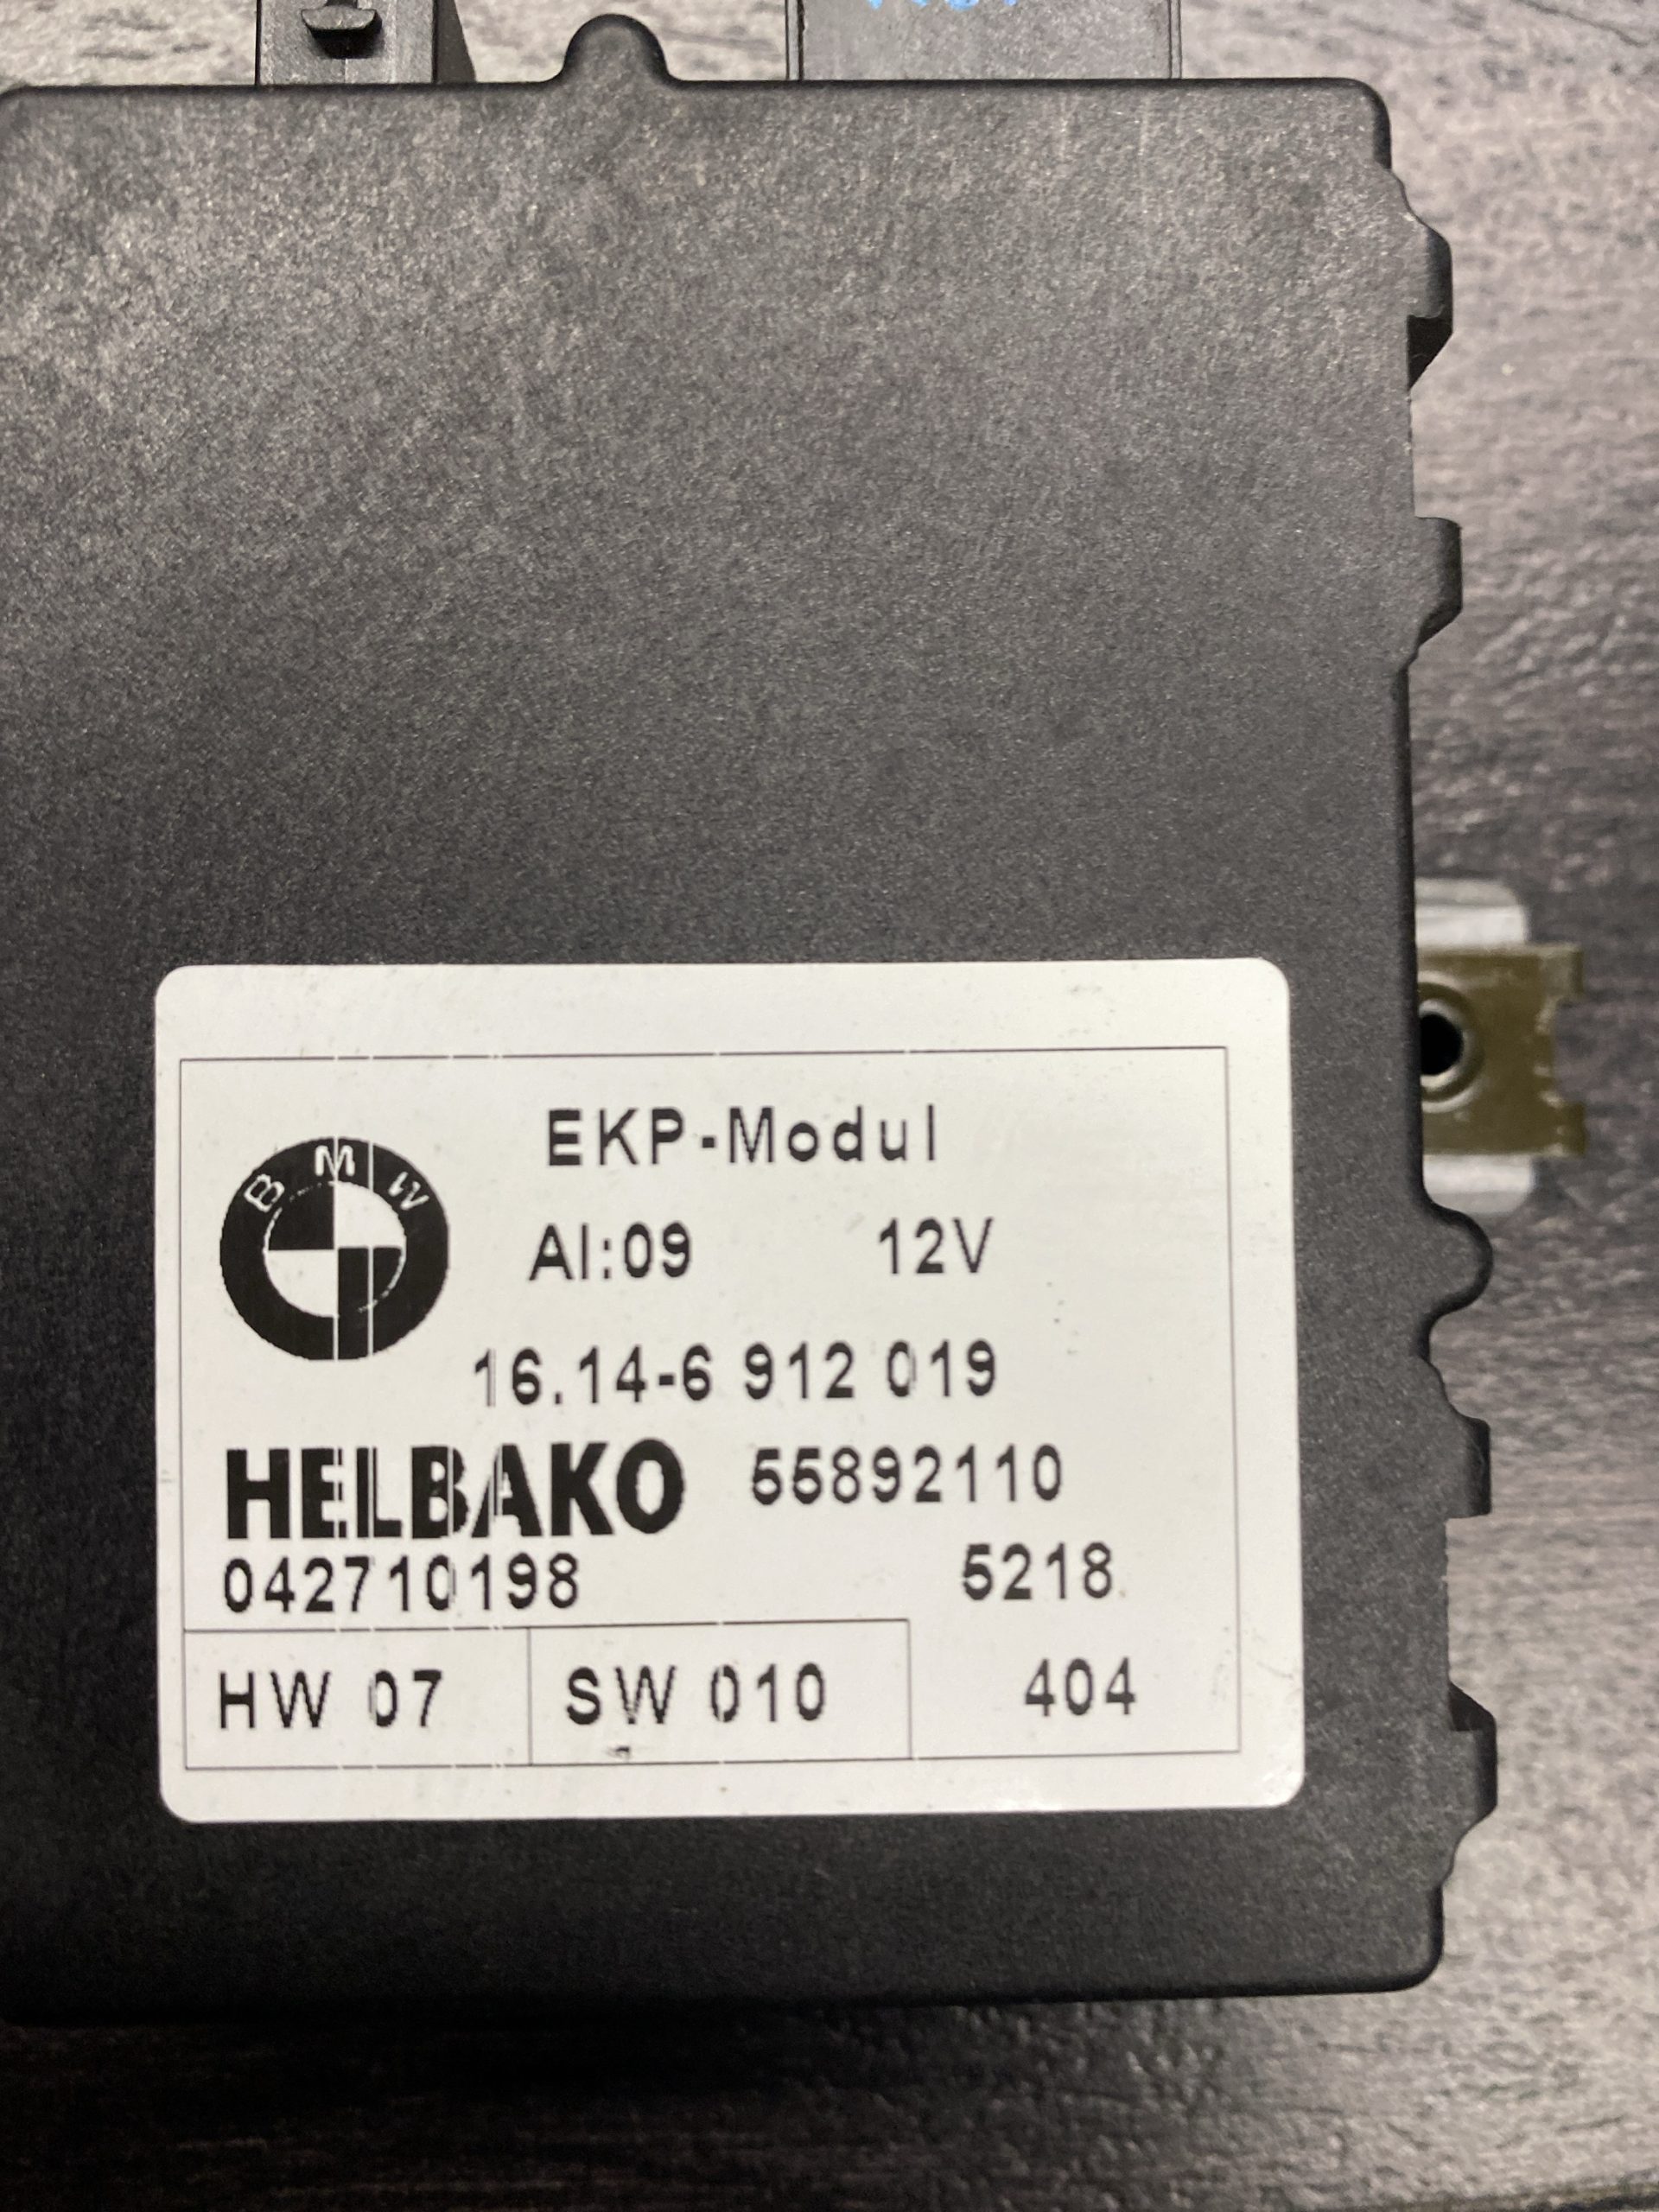 EKP-Modul
BMW
AI:09 12V
16.14-6 912 019
HELBAKO 55892110
042710198 5218
HW 07 SW 010 404